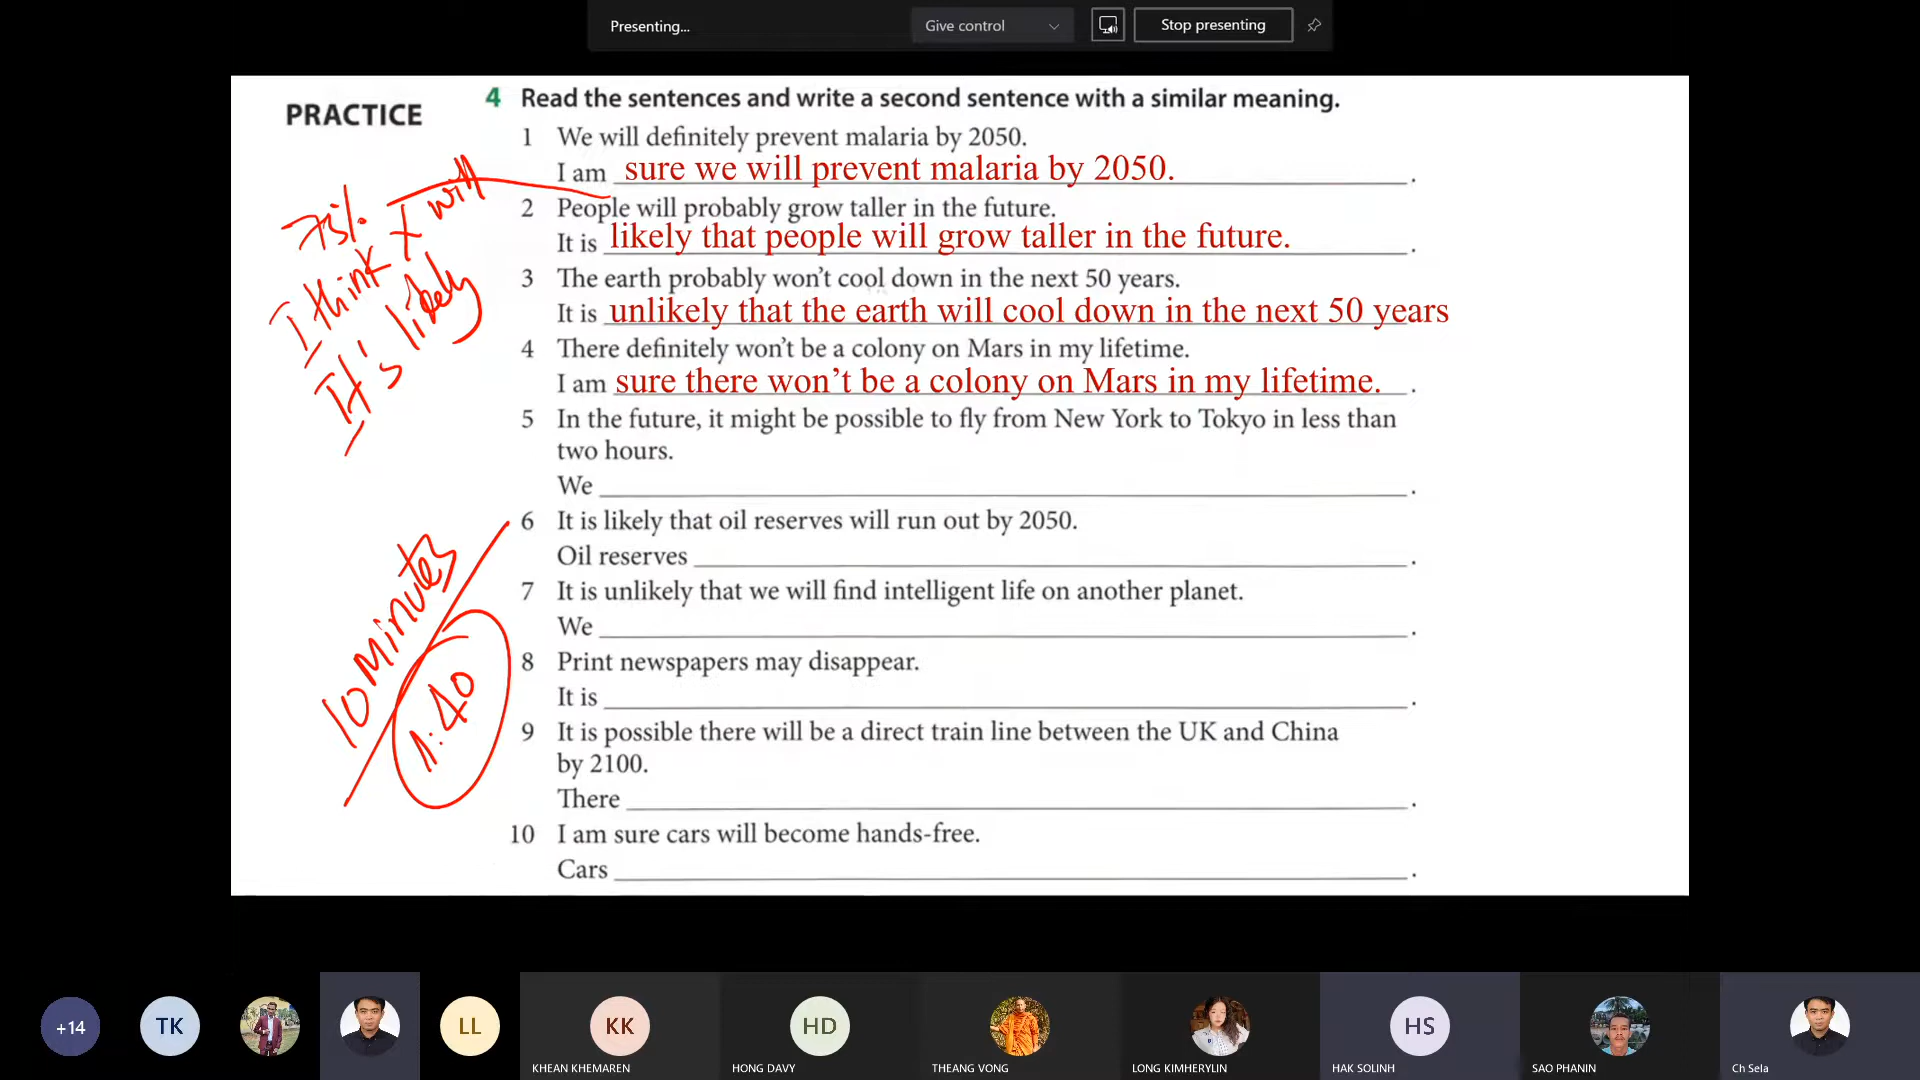 Presenting...
Give control
Stop presenting
PRACTICE
4 Read the sentences and write a second sentence with a similar meaning.
1 We will definitely prevent malaria by 2050.
I am sure we will prevent malaria by 2050. .
2 People will probably grow taller in the future.
It is likely that people will grow taller in the future. .
3 The earth probably won't cool down in the next 50 years.
It is unlikely that the earth will cool down in the next 50 years
4 There definitely won't be a colony on Mars in my lifetime.
I am sure there won't be a colony on Mars in my lifetime. .
5 In the future, it might be possible to fly from New York to Tokyo in less than
two hours.
We .
6 It is likely that oil reserves will run out by 2050.
Oil reserves .
7 It is unlikely that we will find intelligent life on another planet.
We .
8 Print newspapers may disappear.
It is .
9 It is possible there will be a direct train line between the UK and China
by 2100.
There .
10 I am sure cars will become hands-free.
Cars .
75% + will
I think
It's likely
10 Minutes
1:40
+14
TK
LL
KK
HD
HS
KHEAN KHEMAREN
HONG DAVY
THEANG VONG
LONG KIMHERYLIN
HAK SOLINH
SAO PHANIN
Ch Sela